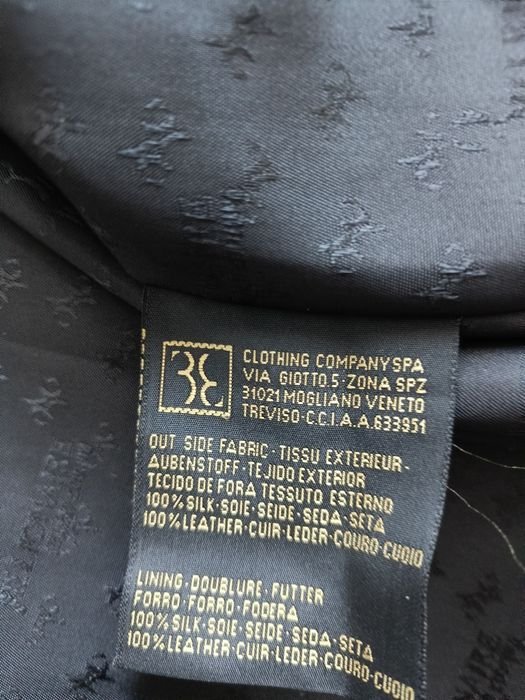 CLOTHING COMPANY SPA
VIA GIOTTO.5-ZONA SPZ
31021 MOGLIANO VENETO
TREVISO-C.C.I.A.A.633951
OUT SIDE FABRIC-TISSU EXTERIEUR-
AUBENSTOFF-TEJIDO EXTERIOR
TECIDO DE FORA TESSUTO ESTERNO
100%SILK-SOIE-SEIDE-SEDA-SETA
100%LEATHER-CUIR-LEDER-COURO-CUOIO
LINING-DOUBLURE-FUTTER
FORRO-FORRO-FODERA
100%SILK-SOIE-SEIDE-SEDA-SETA
100%LEATHER-CUIR-LEDER-COURO-CUOIO